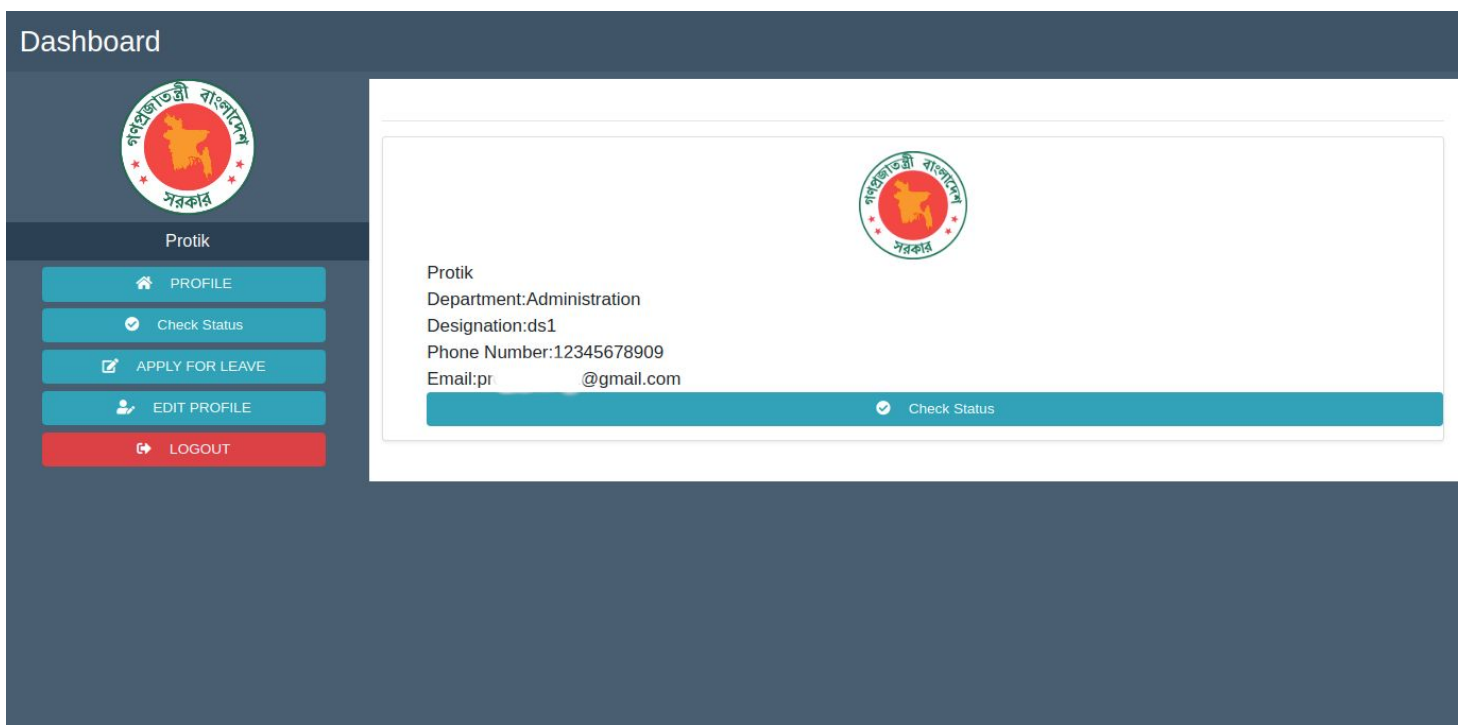 Dashboard
গণপ্রজাতন্ত্রী বাংলাদেশ
সরকার
Protik
PROFILE
Check Status
APPLY FOR LEAVE
EDIT PROFILE
LOGOUT
গণপ্রজাতন্ত্রী বাংলাদেশ
সরকার
Protik
Department:Administration
Designation:ds1
Phone Number:12345678909
Email:pr @gmail.com
Check Status